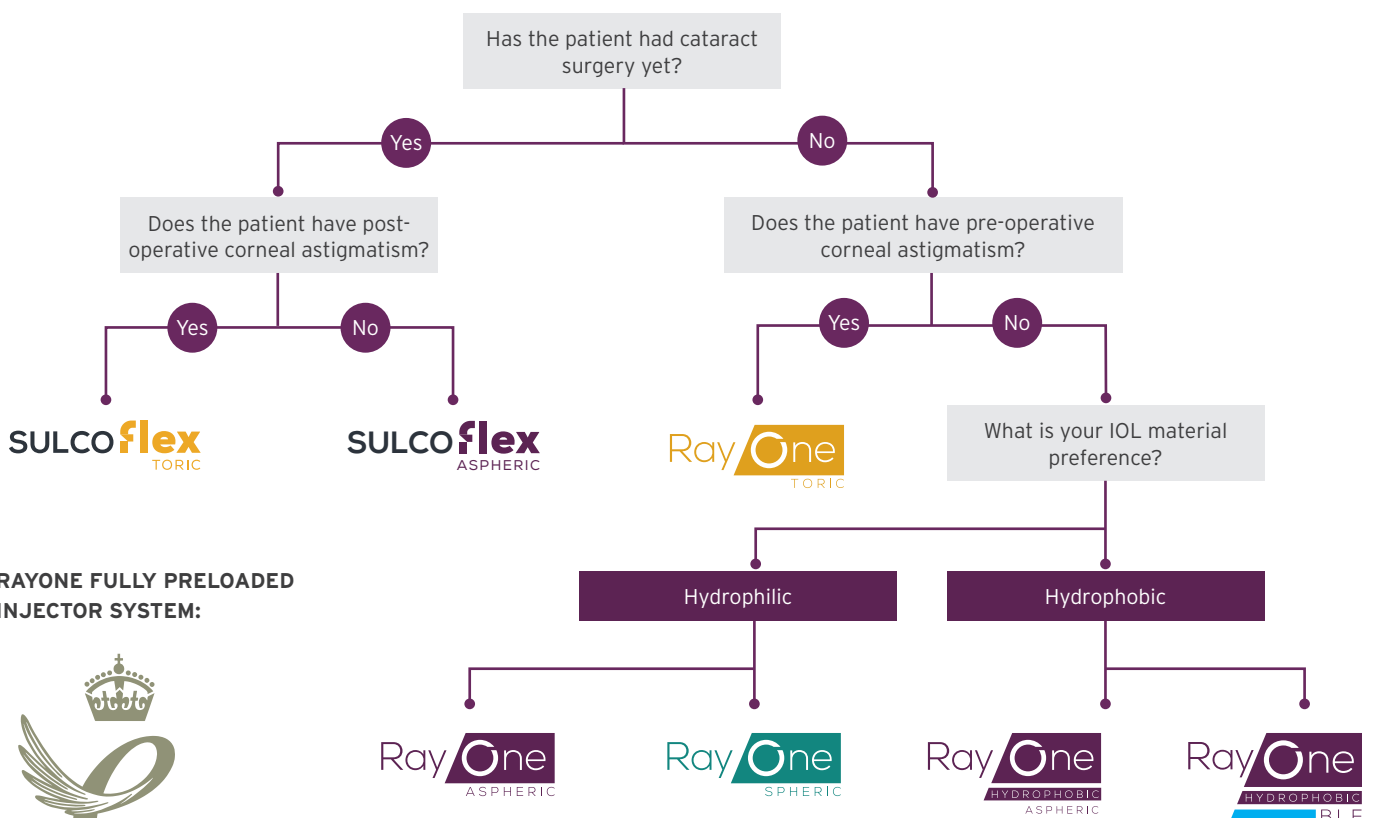 Has the patient had cataract
surgery yet?
Yes
No
Does the patient have post-
operative corneal astigmatism?
Does the patient have pre-operative
corneal astigmatism?
Yes
No
Yes
No
SULCOflex
TORIC
SULCOflex
ASPHERIC
RayOne
TORIC
What is your IOL material
preference?
RAYONE FULLY PRELOADED
INJECTOR SYSTEM:
Hydrophilic
Hydrophobic
RayOne
ASPHERIC
RayOne
SPHERIC
RayOne
HYDROPHOBIC
ASPHERIC
RayOne
HYDROPHOBIC